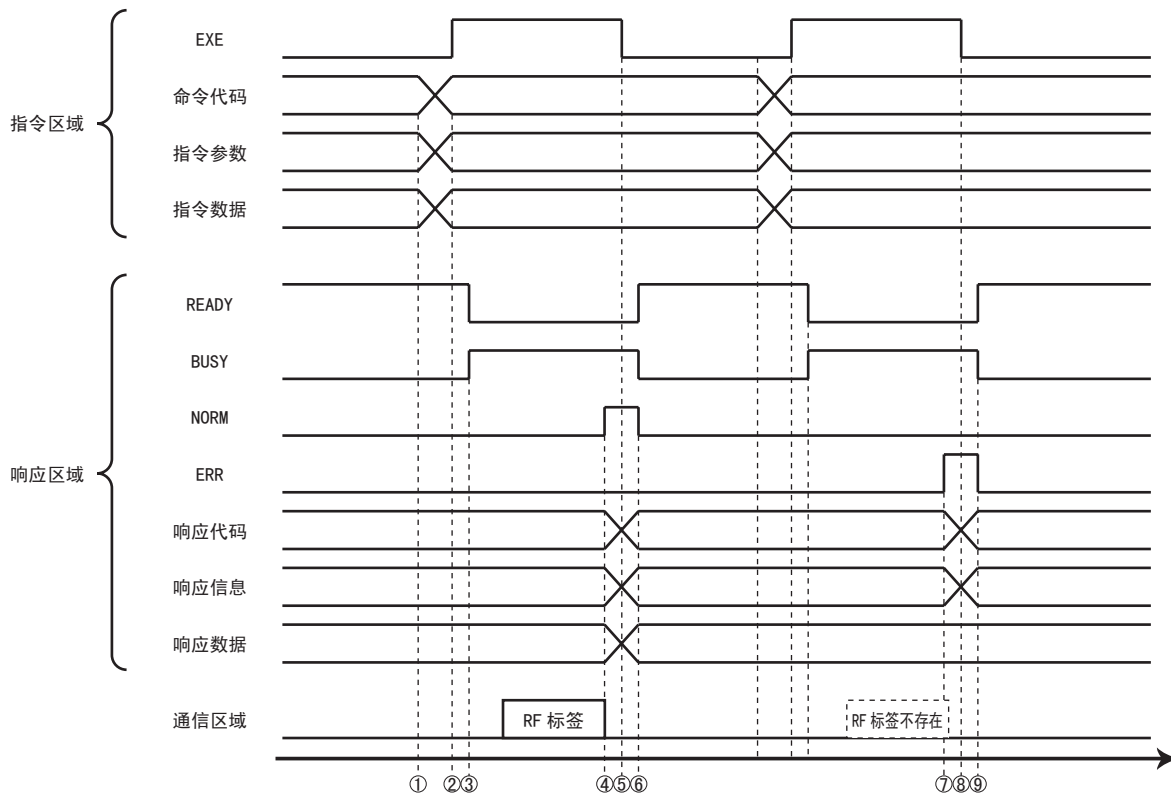 指令区域
EXE
命令代码
指令参数
指令数据
响应区域
READY
BUSY
NORM
ERR
响应代码
响应信息
响应数据
通信区域
RF 标签
RF 标签不存在
① ②③ ④⑤⑥ ⑦⑧⑨